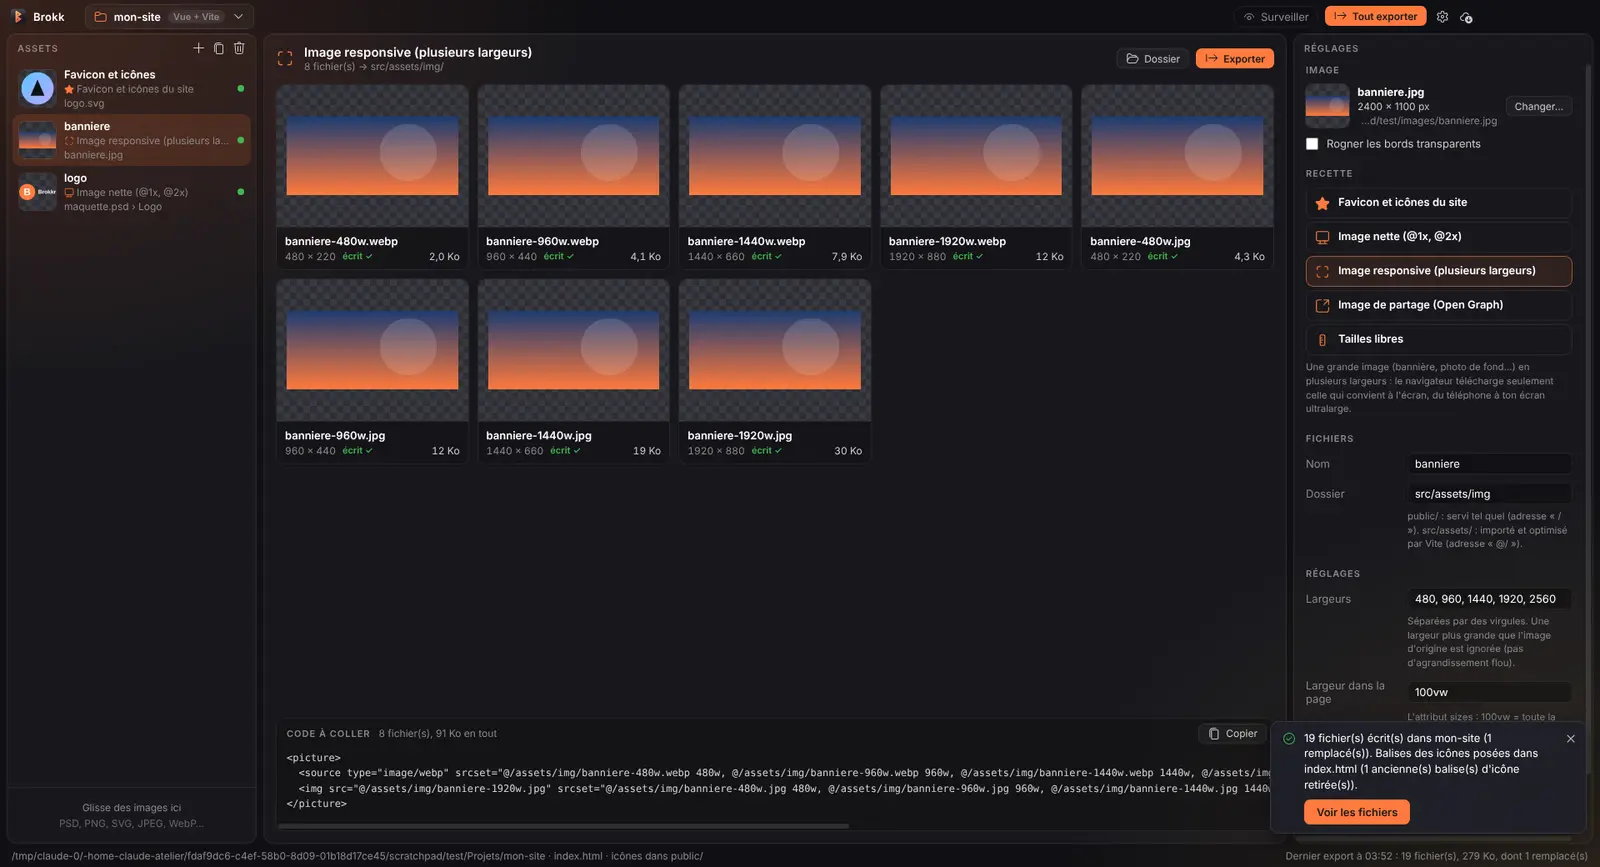 Brokk
mon-site Vue + Vite
Surveiller
Tout exporter
ASSETS
Favicon et icônes
Favicon et icônes du site
logo.svg
banniere
Image responsive (plusieurs la...
banniere.jpg
logo
Image nette (@1x, @2x)
maquette.psd › Logo
Glisse des images ici
PSD, PNG, SVG, JPEG, WebP...
Image responsive (plusieurs largeurs)
8 fichier(s) → src/assets/img/
Dossier
Exporter
banniere-480w.webp
480 × 220 écrit ✓ 2,0 Ko
banniere-960w.webp
960 × 440 écrit ✓ 4,1 Ko
banniere-1440w.webp
1440 × 660 écrit ✓ 7,9 Ko
banniere-1920w.webp
1920 × 880 écrit ✓ 12 Ko
banniere-480w.jpg
480 × 220 écrit ✓ 4,3 Ko
banniere-960w.jpg
960 × 440 écrit ✓ 12 Ko
banniere-1440w.jpg
1440 × 660 écrit ✓ 19 Ko
banniere-1920w.jpg
1920 × 880 écrit ✓ 30 Ko
CODE À COLLER 8 fichier(s), 91 Ko en tout
Copier
<picture>
<source type="image/webp" srcset="@/assets/img/banniere-480w.webp 480w, @/assets/img/banniere-960w.webp 960w, @/assets/img/banniere-1440w.webp 1440w, @/assets/im
<img src="@/assets/img/banniere-1920w.jpg" srcset="@/assets/img/banniere-480w.jpg 480w, @/assets/img/banniere-960w.jpg 960w, @/assets/img/banniere-1440w.jpg 1440w
</picture>
RÉGLAGES
IMAGE
banniere.jpg
2400 × 1100 px
...d/test/images/banniere.jpg
Changer...
Rogner les bords transparents
RECETTE
Favicon et icônes du site
Image nette (@1x, @2x)
Image responsive (plusieurs largeurs)
Image de partage (Open Graph)
Tailles libres
Une grande image (bannière, photo de fond...) en
plusieurs largeurs : le navigateur télécharge seulement
celle qui convient à l'écran, du téléphone à ton écran
ultralarge.
FICHIERS
Nom banniere
Dossier src/assets/img
public/ : servi tel quel (adresse « /
»). src/assets/ : importé et optimisé
par Vite (adresse « @/ »).
RÉGLAGES
Largeurs 480, 960, 1440, 1920, 2560
Séparées par des virgules. Une
largeur plus grande que l'image
d'origine est ignorée (pas
d'agrandissement flou).
Largeur dans la
page
100vw
L'attribut sizes : 100vw = toute la
19 fichier(s) écrit(s) dans mon-site (1
remplacé(s)). Balises des icônes posées dans
index.html (1 ancienne(s) balise(s) d'icône
retirée(s)).
Voir les fichiers
/tmp/claude-0/-home-claude-atelier/fdaf9dc6-c4ef-58b0-8d09-01b18d17ce45/scratchpad/test/Projets/mon-site · index.html · icônes dans public/
Dernier export à 03:52 : 19 fichier(s), 279 Ko, dont 1 remplacé(s)